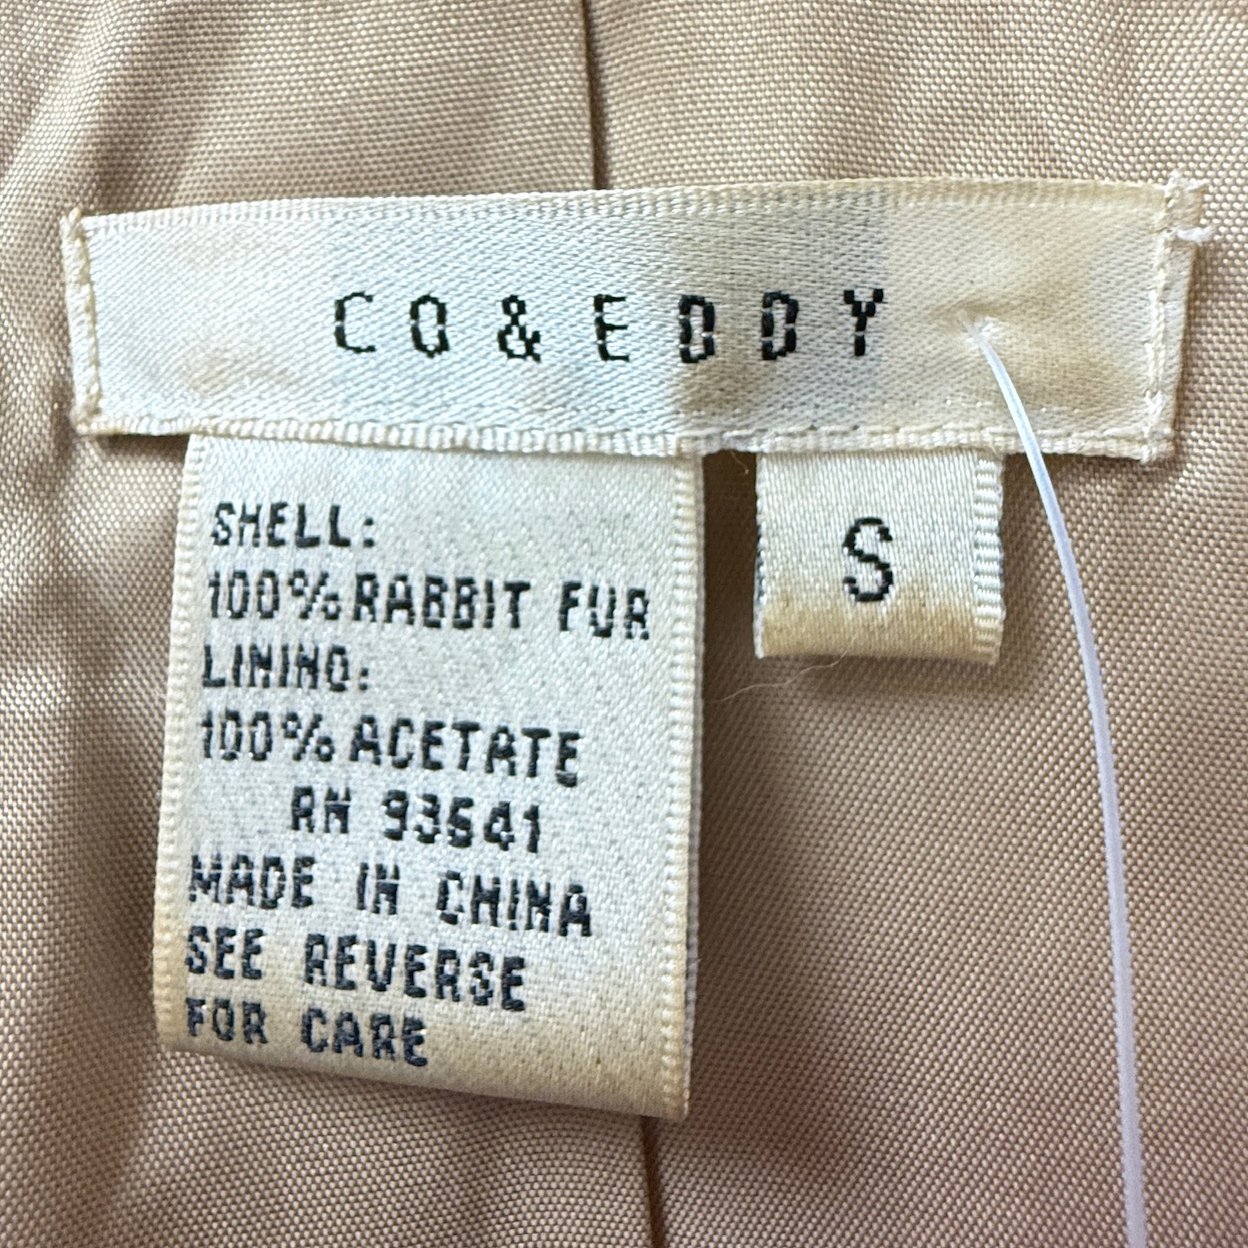 CO & EDDY
S
SHELL:
100% RABBIT FUR
LINING:
100% ACETATE
RN 93541
MADE IN CHINA
SEE REVERSE
FOR CARE